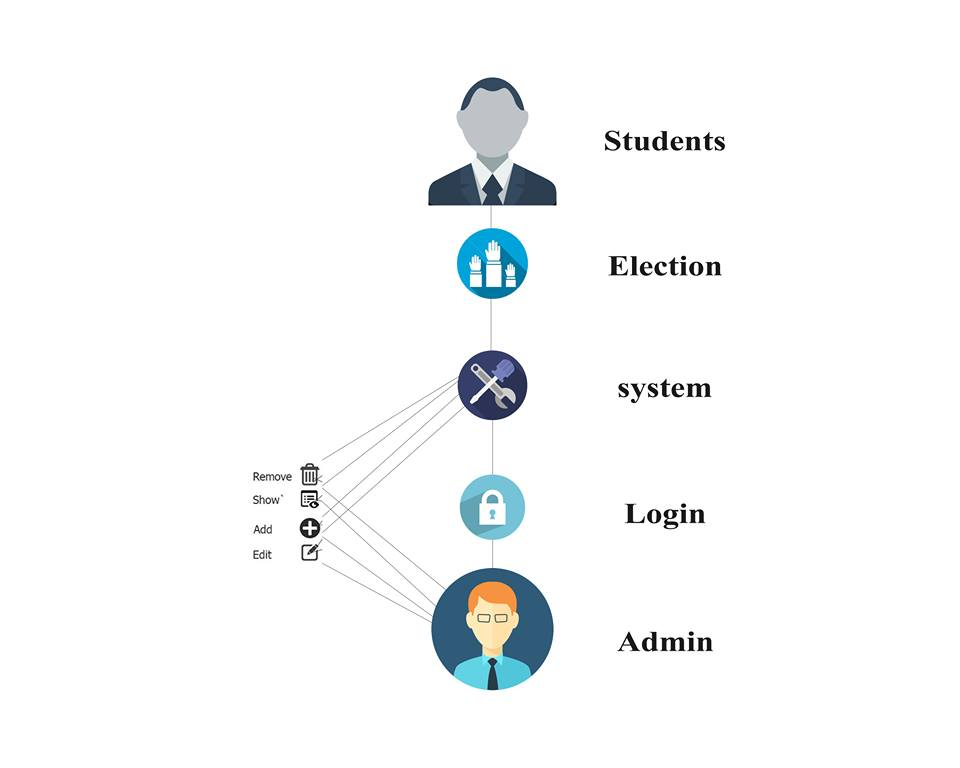 Students
Election
system
Login
Admin
Remove
Show`
Add
Edit